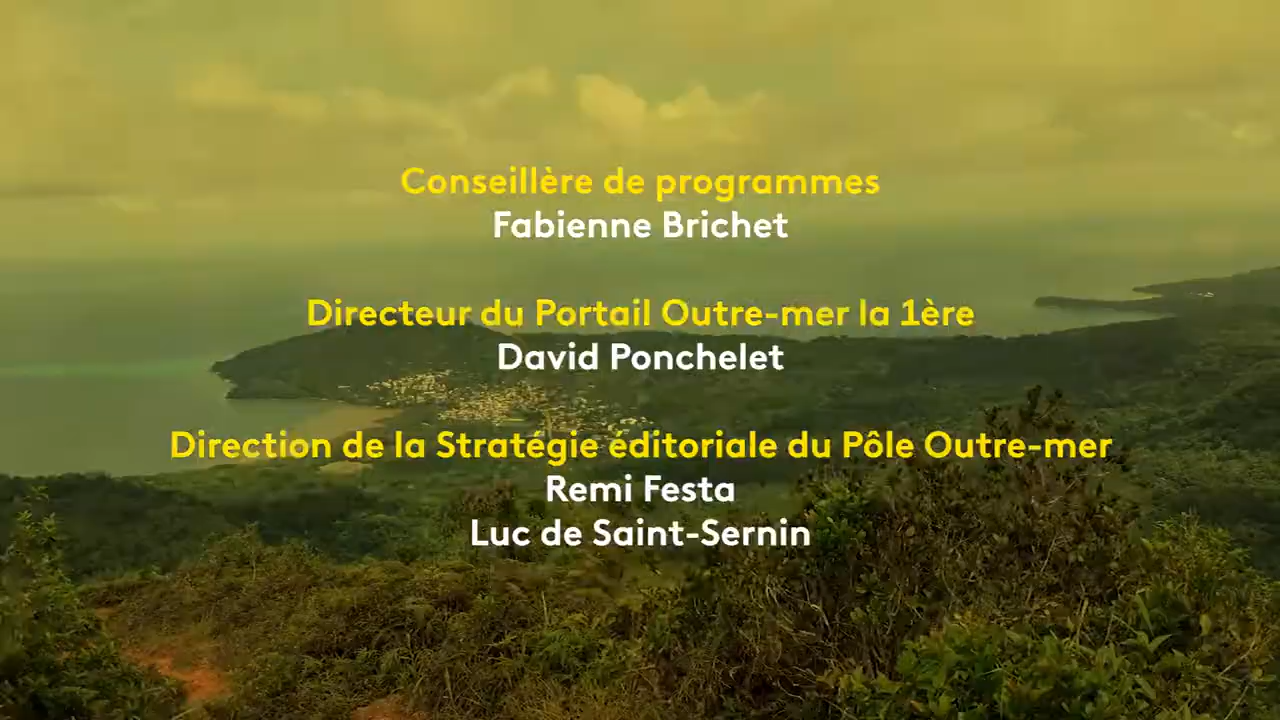 Conseillère de programmes
Fabienne Brichet
Directeur du Portail Outre-mer la 1ère
David Ponchelet
Direction de la Stratégie éditoriale du Pôle Outre-mer
Remi Festa
Luc de Saint-Sernin